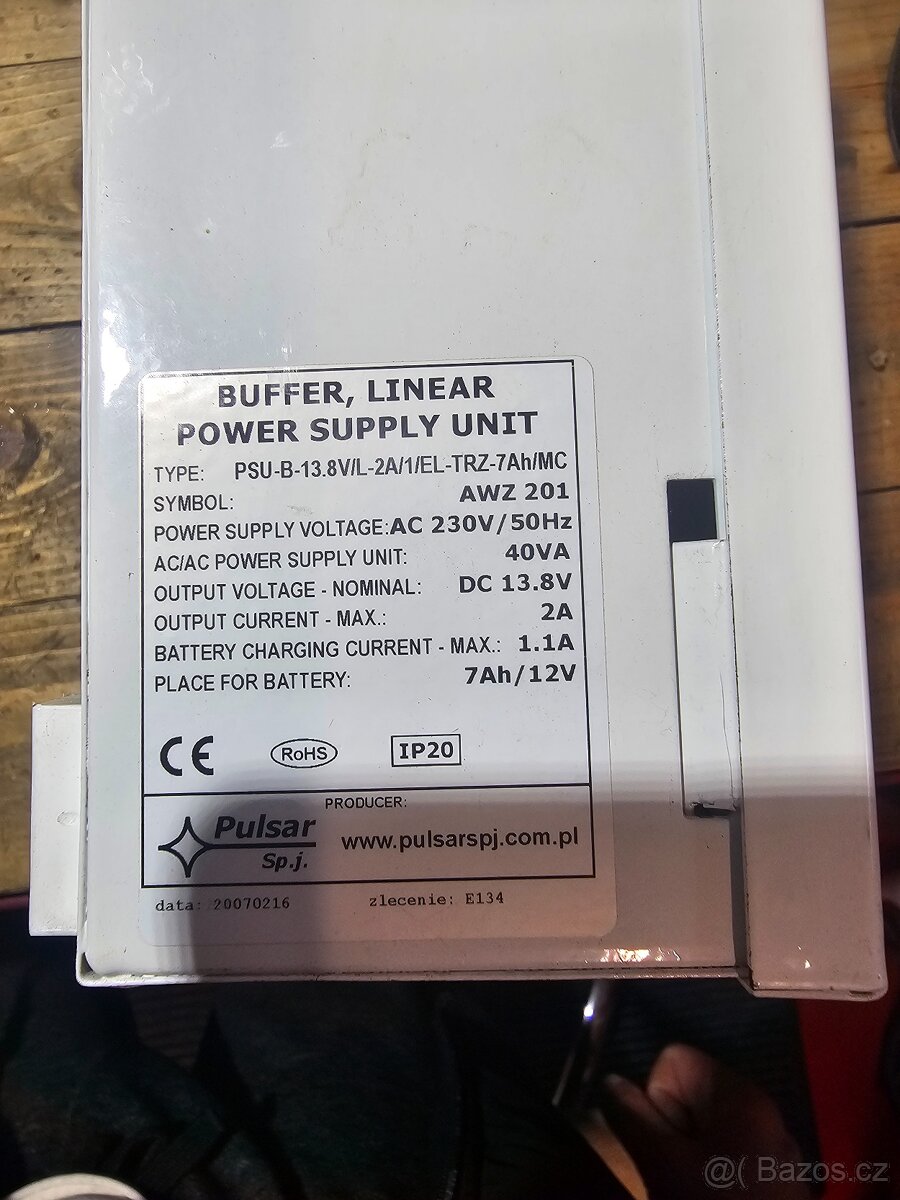 BUFFER, LINEAR
POWER SUPPLY UNIT
TYPE: PSU-B-13.8V/L-2A/1/EL-TRZ-7Ah/MC
SYMBOL: AWZ 201
POWER SUPPLY VOLTAGE: AC 230V/50Hz
AC/AC POWER SUPPLY UNIT: 40VA
OUTPUT VOLTAGE - NOMINAL: DC 13.8V
OUTPUT CURRENT - MAX.: 2A
BATTERY CHARGING CURRENT - MAX.: 1.1A
PLACE FOR BATTERY: 7Ah/12V
CE RoHS IP20
PRODUCER:
Pulsar Sp.j. www.pulsarspj.com.pl
data: 20070216 zlecenie: E134
@( Bazos.cz